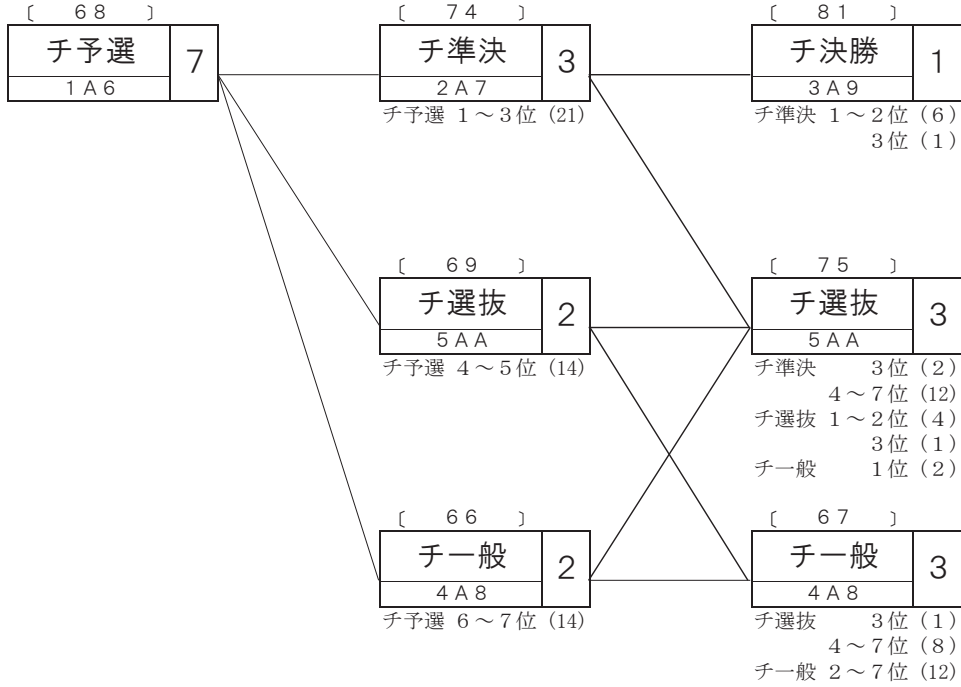 〔 68 〕
チ予選 7
1A6
〔 74 〕
チ準決 3
2A7
チ予選 1～3位 (21)
〔 81 〕
チ決勝 1
3A9
チ準決 1～2位 (6)
3位 (1)
〔 69 〕
チ選抜 2
5AA
チ予選 4～5位 (14)
〔 75 〕
チ選抜 3
5AA
チ準決 3位 (2)
4～7位 (12)
チ選抜 1～2位 (4)
3位 (1)
チ一般 1位 (2)
〔 66 〕
チ一般 2
4A8
チ予選 6～7位 (14)
〔 67 〕
チ一般 3
4A8
チ選抜 3位 (1)
4～7位 (8)
チ一般 2～7位 (12)